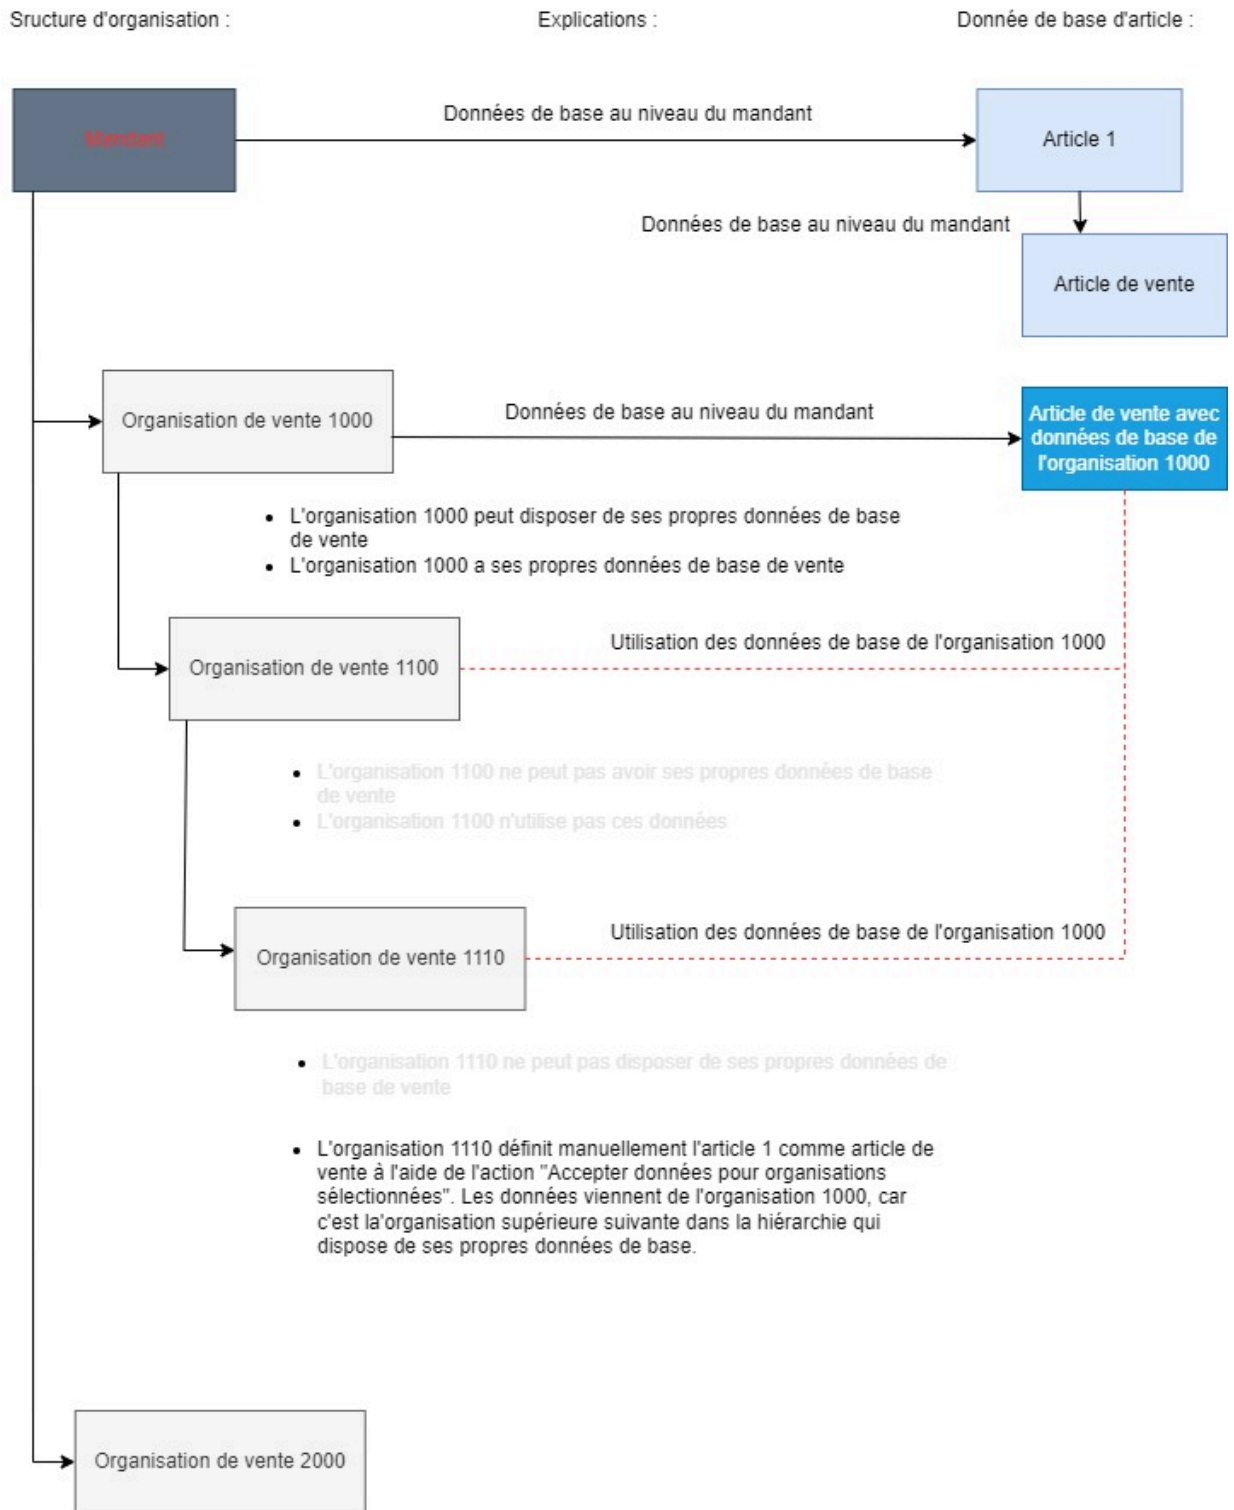 Sructure d'organisation :
Explications :
Donnée de base d'article :
Mandant
Données de base au niveau du mandant
Article 1
Données de base au niveau du mandant
Article de vente
Organisation de vente 1000
Données de base au niveau du mandant
Article de vente avec
données de base de
l'organisation 1000
• L'organisation 1000 peut disposer de ses propres données de base
de vente
• L'organisation 1000 a ses propres données de base de vente
Organisation de vente 1100
Utilisation des données de base de l'organisation 1000
• L'organisation 1100 ne peut pas avoir ses propres données de base
de vente
• L'organisation 1100 n'utilise pas ces données
Organisation de vente 1110
Utilisation des données de base de l'organisation 1000
• L'organisation 1110 ne peut pas disposer de ses propres données de
base de vente
• L'organisation 1110 définit manuellement l'article 1 comme article de
vente à l'aide de l'action "Accepter données pour organisations
sélectionnées". Les données viennent de l'organisation 1000, car
c'est la'organisation supérieure suivante dans la hiérarchie qui
dispose de ses propres données de base.
Organisation de vente 2000